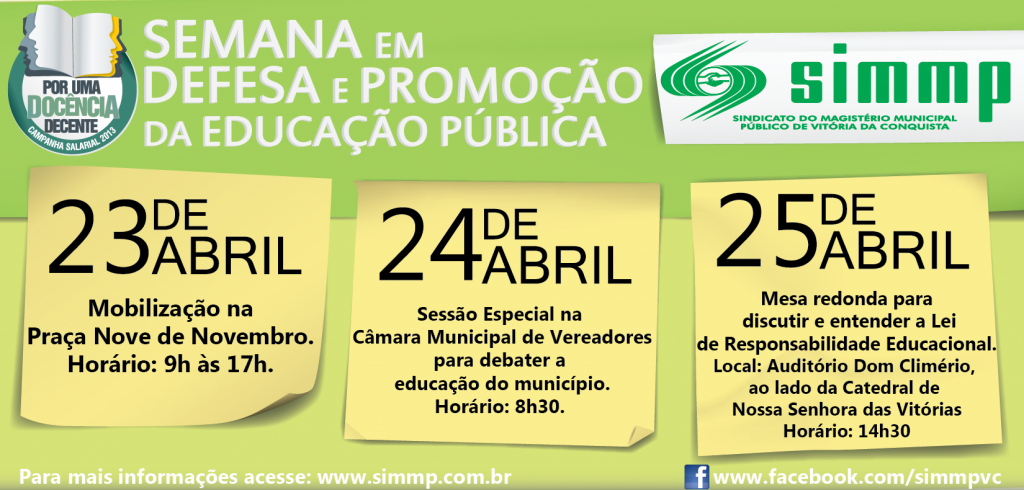 POR UMA
DOCÊNCIA
DECENTE
CAMPANHA SALARIAL 2013
SEMANA EM
DEFESA E PROMOÇÃO
DA EDUCAÇÃO PÚBLICA
simmp
SINDICATO DO MAGISTÉRIO MUNICIPAL
PÚBLICO DE VITÓRIA DA CONQUISTA
23 DE
ABRIL
Mobilização na
Praça Nove de Novembro.
Horário: 9h às 17h.
24 DE
ABRIL
Sessão Especial na
Câmara Municipal de Vereadores
para debater a
educação do município.
Horário: 8h30.
25 DE
ABRIL
Mesa redonda para
discutir e entender a Lei
de Responsabilidade Educacional.
Local: Auditório Dom Climério,
ao lado da Catedral de
Nossa Senhora das Vitórias
Horário: 14h30
Para mais informações acesse: www.simmp.com.br
f www.facebook.com/simmpvc